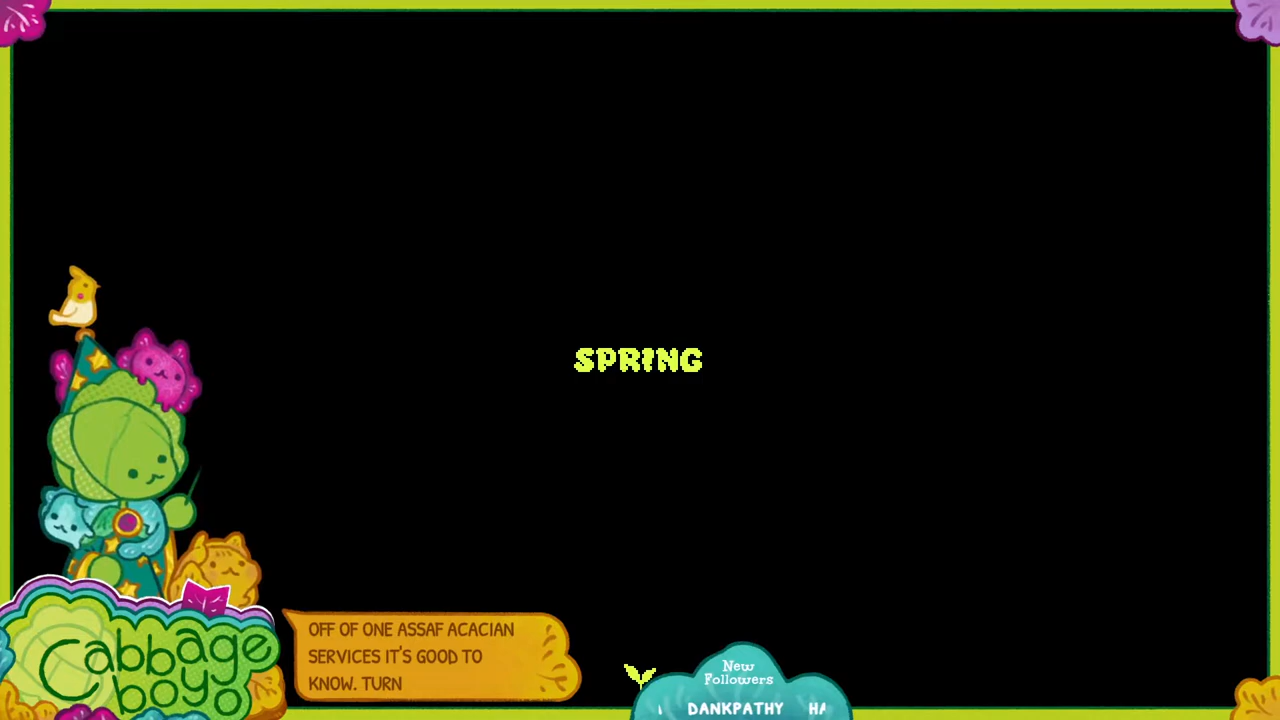 SPRING
Cabbage
boyo
OFF OF ONE ASSAF ACACIAN
SERVICES IT'S GOOD TO
KNOW. TURN
New
Followers
DANKPATHY